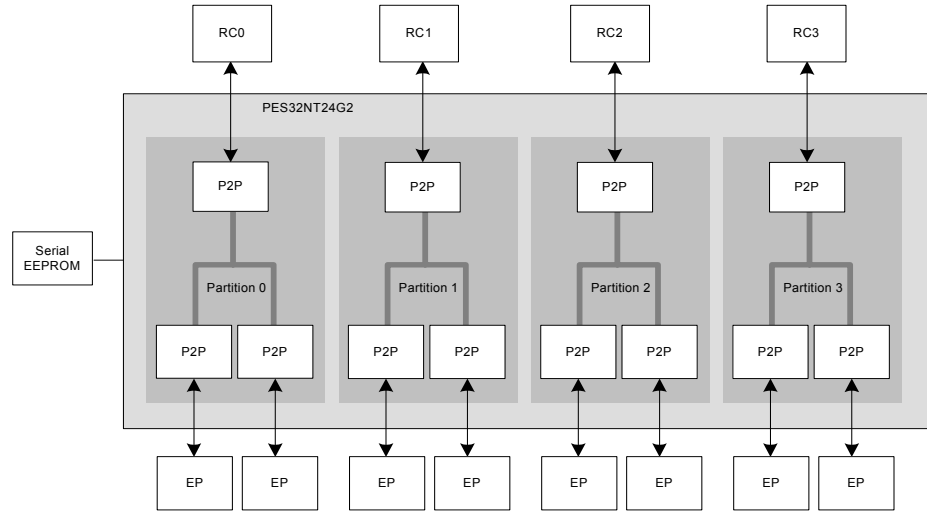 RC0
RC1
RC2
RC3
PES32NT24G2
P2P
P2P
P2P
P2P
Serial
EEPROM
Partition 0
Partition 1
Partition 2
Partition 3
P2P
P2P
P2P
P2P
P2P
P2P
P2P
P2P
EP
EP
EP
EP
EP
EP
EP
EP